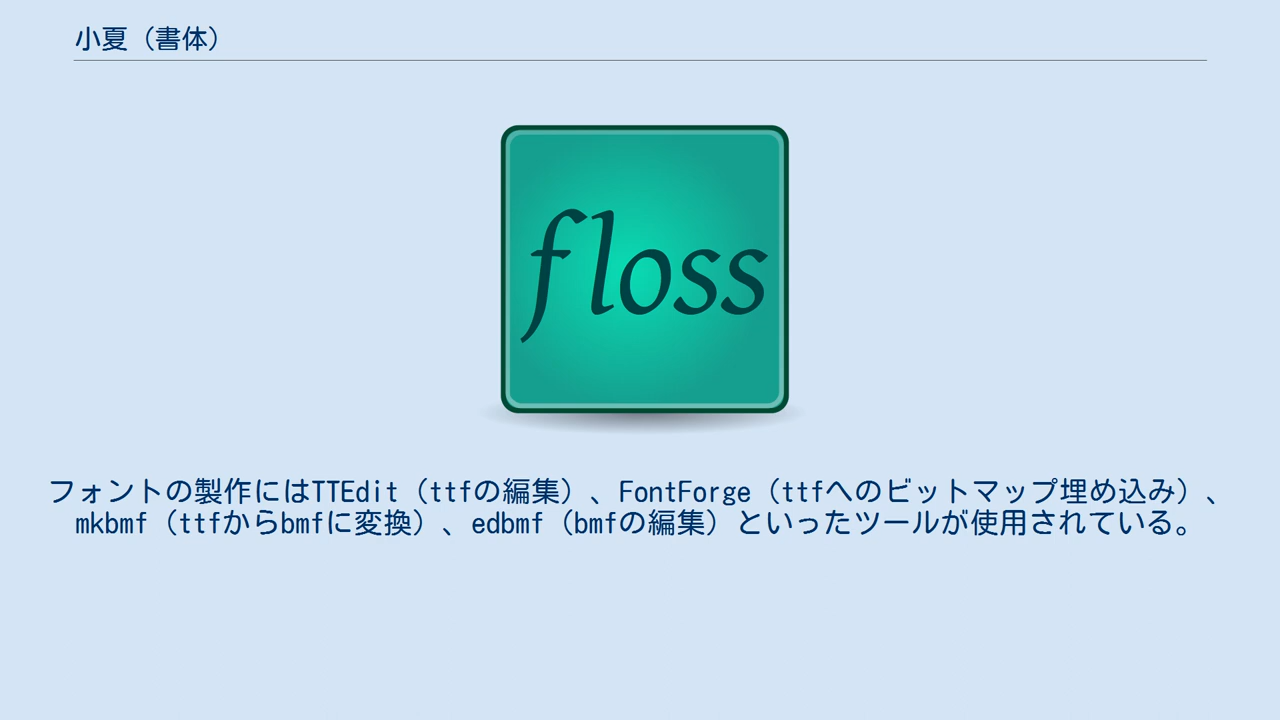 小夏（書体）
floss
フォントの製作にはTTEdit（ttfの編集）、FontForge（ttfへのビットマップ埋め込み）、
mkbmf（ttfからbmfに変換）、edbmf（bmfの編集）といったツールが使用されている。